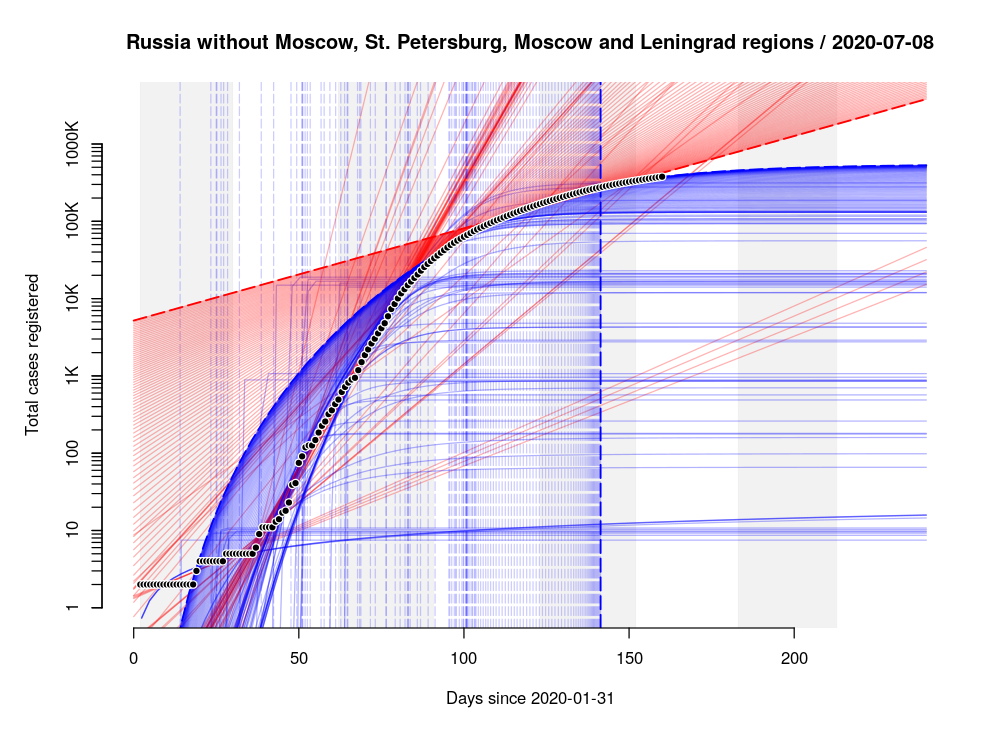 Russia without Moscow, St. Petersburg, Moscow and Leningrad regions / 2020-07-08
Total cases registered
1000K
100K
10K
1K
100
10
1
0 50 100 150 200
Days since 2020-01-31